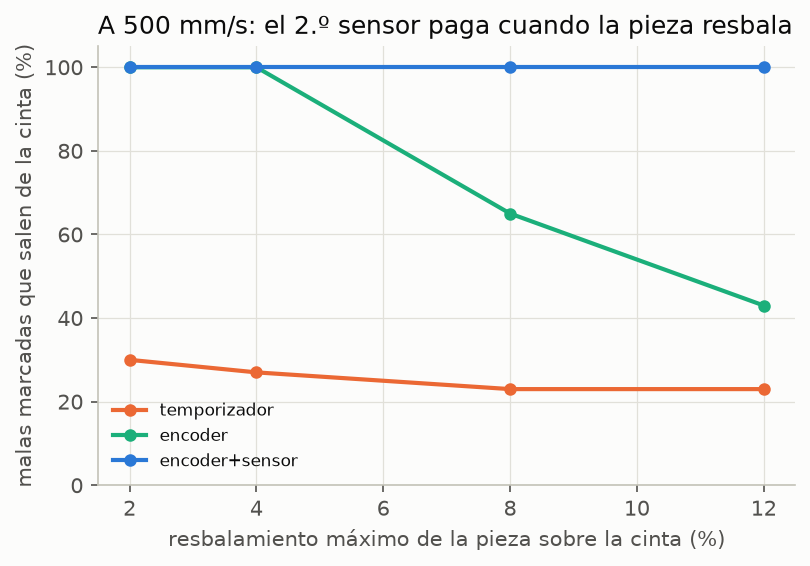 A 500 mm/s: el 2.º sensor paga cuando la pieza resbala
malas marcadas que salen de la cinta (%)
100
80
60
40
20
0
temporizador
encoder
encoder+sensor
2 4 6 8 10 12
resbalamiento máximo de la pieza sobre la cinta (%)